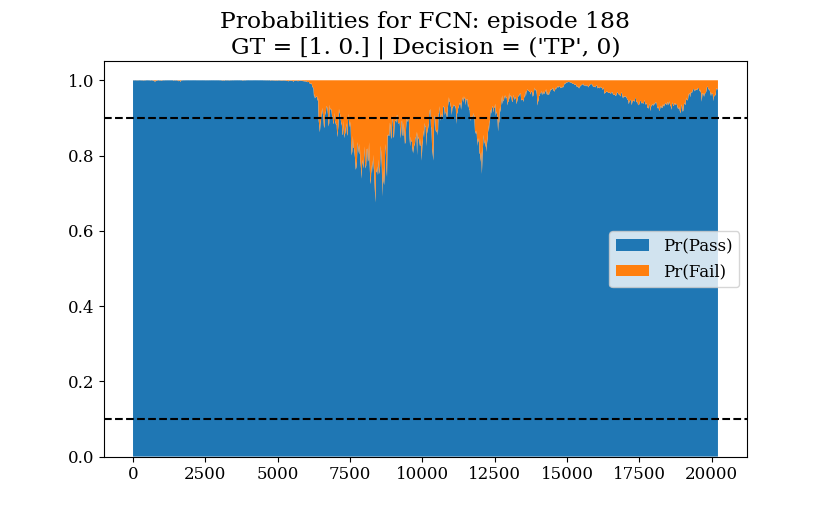 Probabilities for FCN: episode 188
GT = [1. 0.] | Decision = ('TP', 0)
1.0
0.8
0.6
0.4
0.2
0.0
Pr(Pass)
Pr(Fail)
0 2500 5000 7500 10000 12500 15000 17500 20000